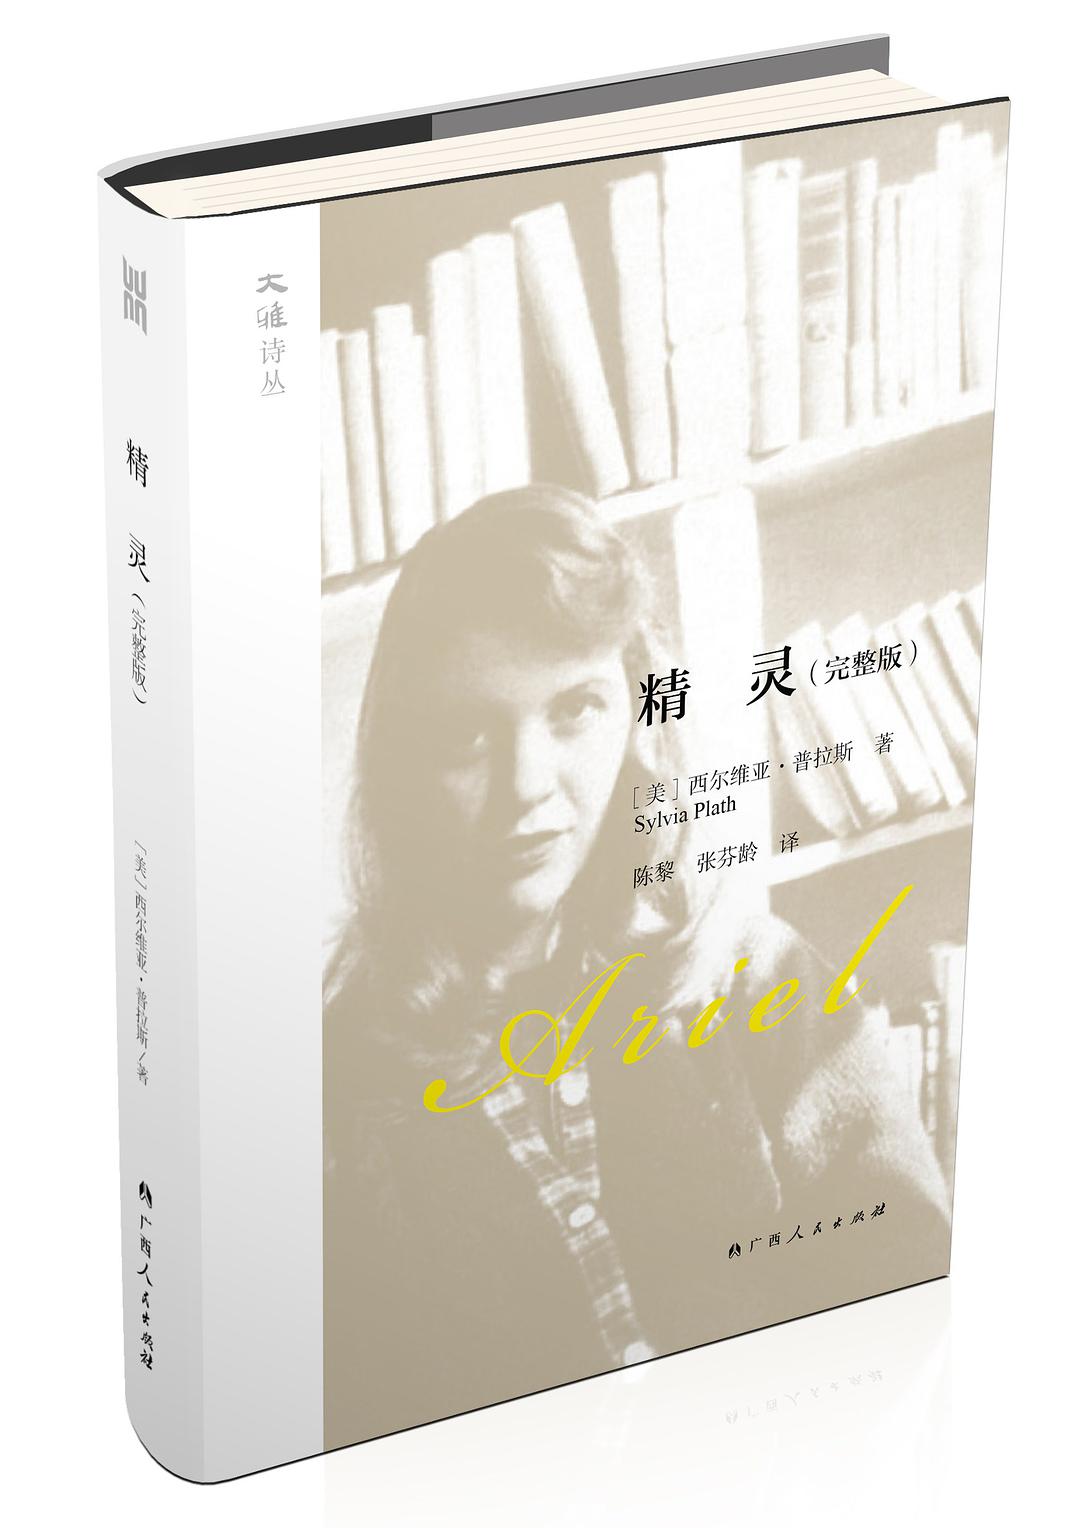 大雅诗丛
精 灵（完整版）
［美］西尔维亚·普拉斯 著
Sylvia Plath
陈黎 张芬龄 译
Ariel
广西人民出版社
精 灵（完整版）
［美］西尔维亚·普拉斯／著
广西人民出版社